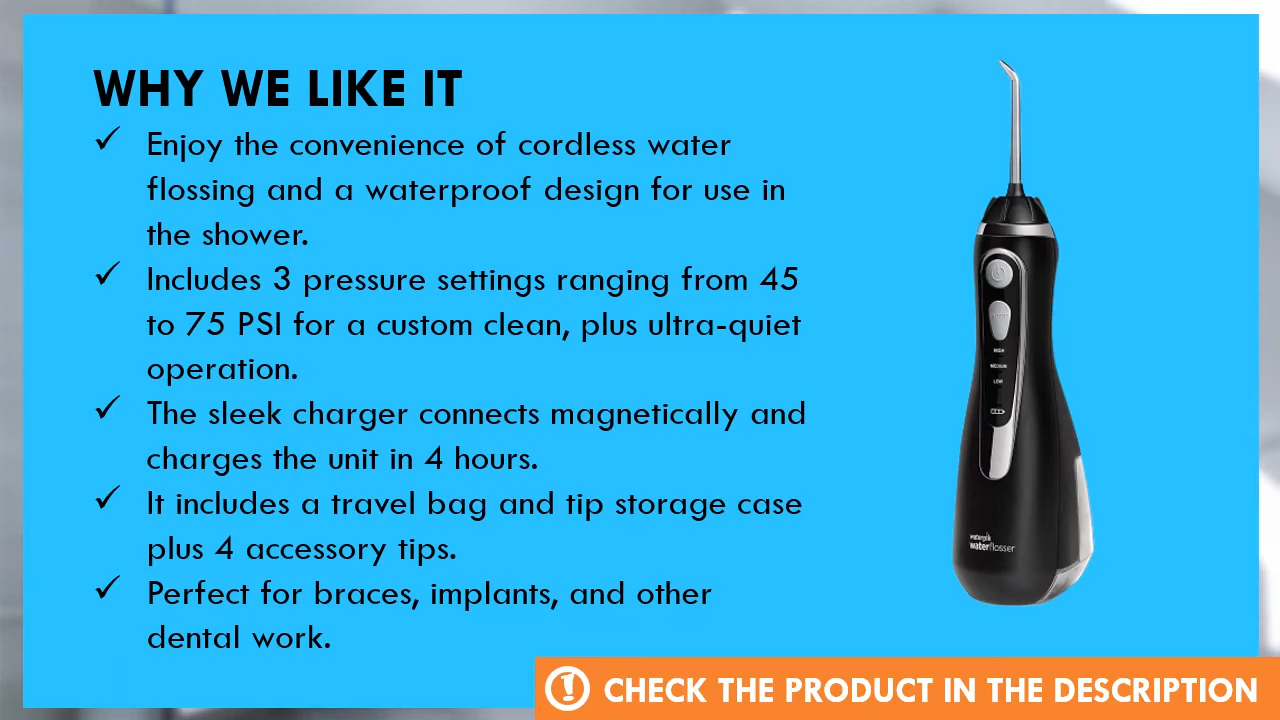 WHY WE LIKE IT
✓ Enjoy the convenience of cordless water
flossing and a waterproof design for use in
the shower.
✓ Includes 3 pressure settings ranging from 45
to 75 PSI for a custom clean, plus ultra-quiet
operation.
✓ The sleek charger connects magnetically and
charges the unit in 4 hours.
✓ It includes a travel bag and tip storage case
plus 4 accessory tips.
✓ Perfect for braces, implants, and other
dental work.
HIGH
MEDIUM
LOW
waterpik
waterflosser
CHECK THE PRODUCT IN THE DESCRIPTION